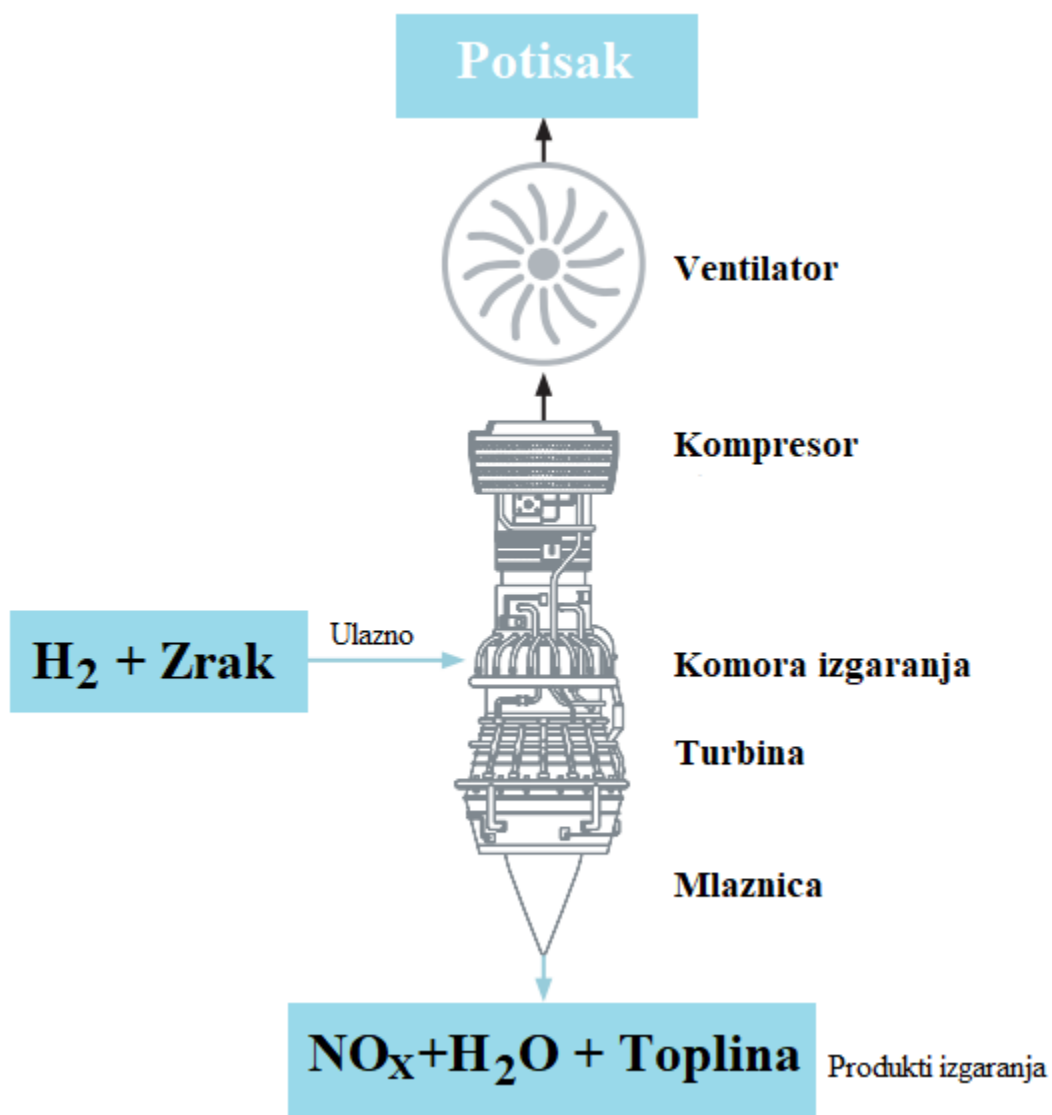 Potisak
Ventilator
Kompresor
H₂ + Zrak
Ulazno
Komora izgaranja
Turbina
Mlaznica
NOₓ+H₂O + Toplina
Produkti izgaranja